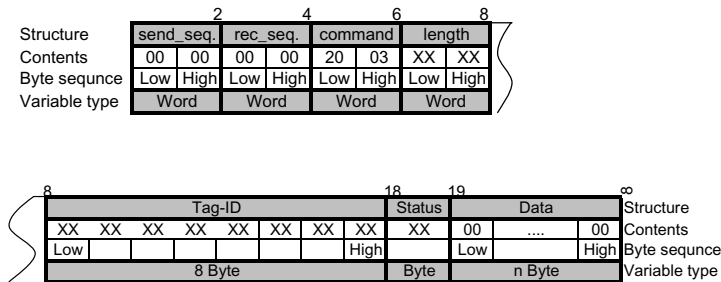 2 4 6 8
Structure send_seq. rec_seq. command length
Contents 00 00 00 00 20 03 XX XX
Byte sequnce Low High Low High Low High Low High
Variable type Word Word Word Word
8 18 19 ∞
Tag-ID Status Data Structure
XX XX XX XX XX XX XX XX XX 00 .... 00 Contents
Low High Low High Byte sequnce
8 Byte Byte n Byte Variable type